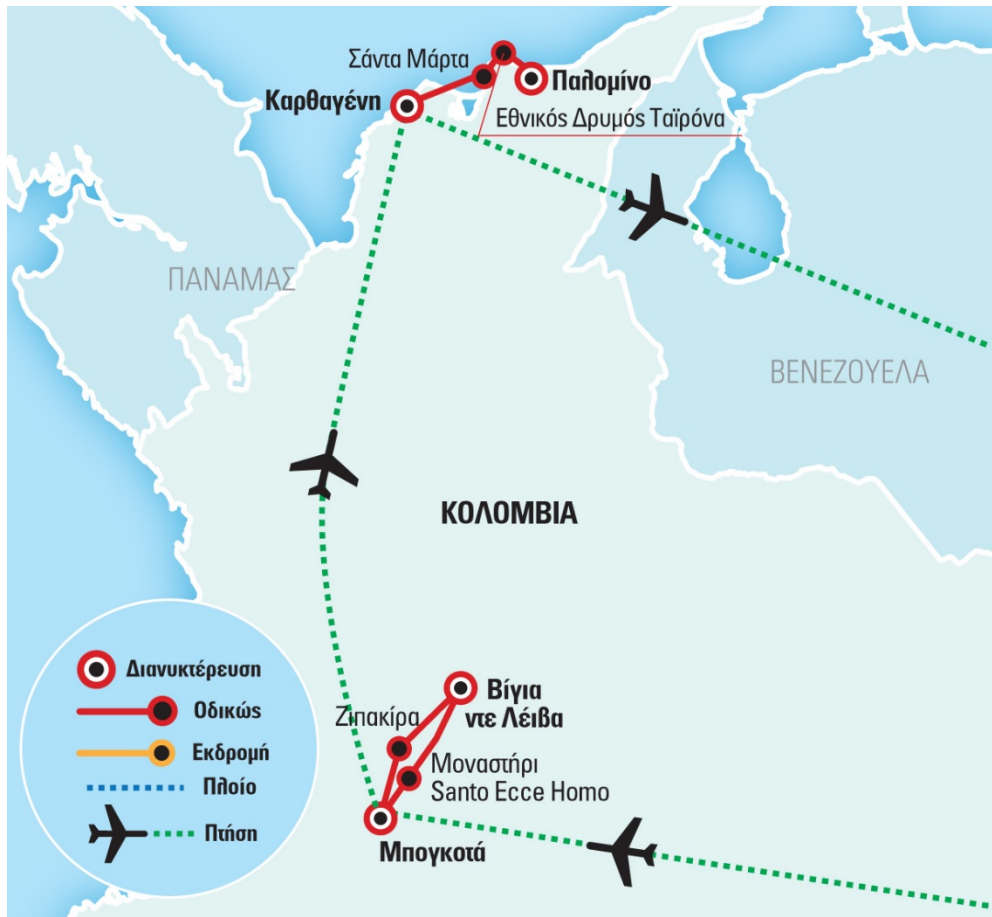 Σάντα Μάρτα
Καρθαγένη
Παλομίνο
Εθνικός Δρυμός Ταϊρόνα
ΠΑΝΑΜΑΣ
ΒΕΝΕΖΟΥΕΛΑ
ΚΟΛΟΜΒΙΑ
Βίγια
ντε Λέιβα
Ζιπακίρα
Μοναστήρι
Santo Ecce Homo
Μπογκοτά
Διανυκτέρευση
Οδικώς
Εκδρομή
Πλοίο
Πτήση